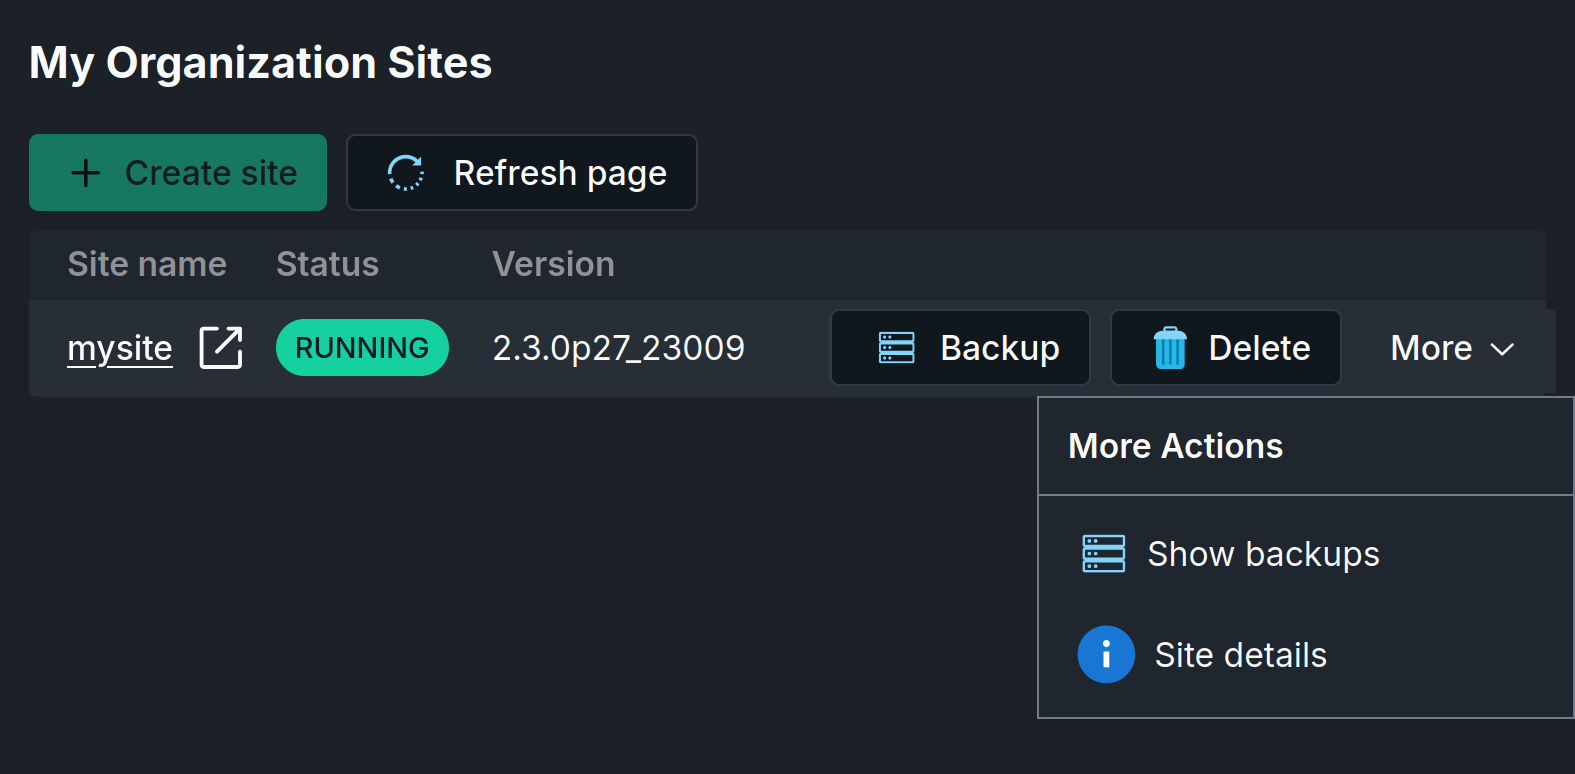 My Organization Sites
Create site Refresh page
Site name Status Version
mysite RUNNING 2.3.0p27_23009 Backup Delete More
More Actions
Show backups
Site details